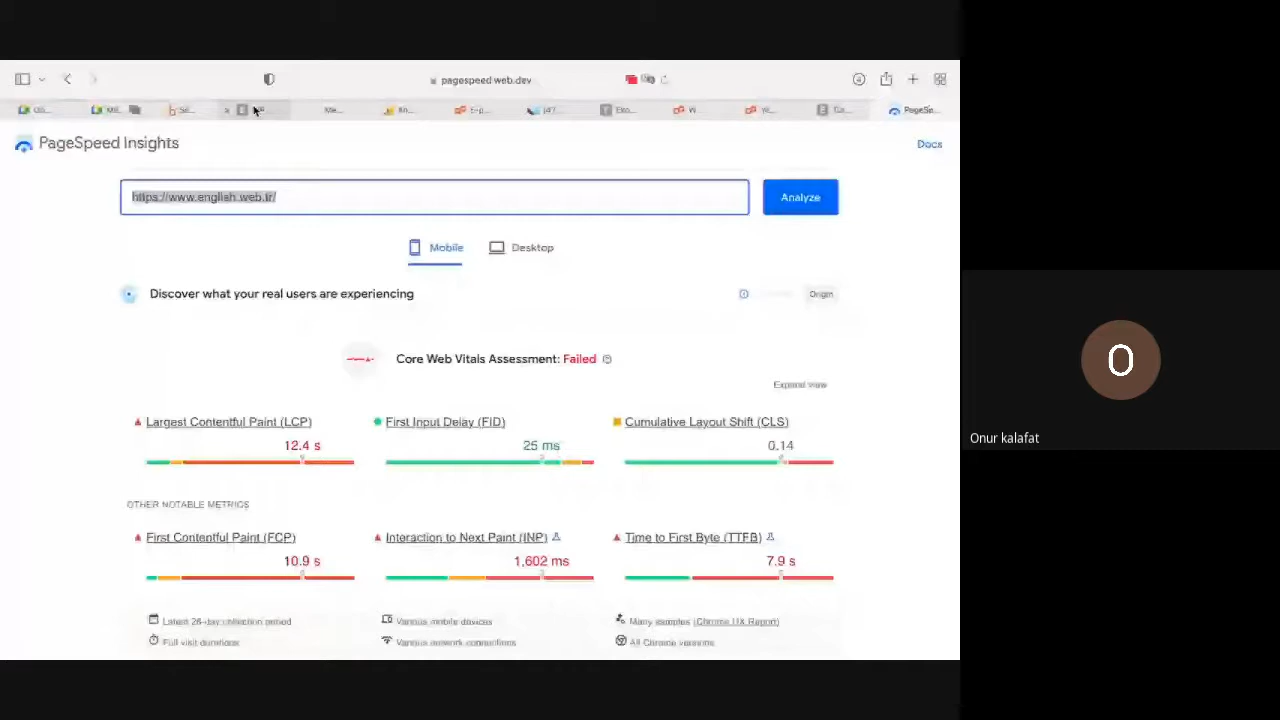 pagespeed.web.dev
PageSp...
PageSpeed Insights
Docs
https://www.english.web.tr/
Analyze
Mobile
Desktop
Discover what your real users are experiencing
Origin
Core Web Vitals Assessment: Failed
Expand view
Largest Contentful Paint (LCP)
First Input Delay (FID)
Cumulative Layout Shift (CLS)
12.4 s
25 ms
0.14
OTHER NOTABLE METRICS
First Contentful Paint (FCP)
Interaction to Next Paint (INP)
Time to First Byte (TTFB)
10.9 s
1,602 ms
7.9 s
Latest 28-day collection period
Various mobile devices
Many samples (Chrome UX Report)
Full visit durations
Various network connections
All Chrome versions
O
Onur kalafat